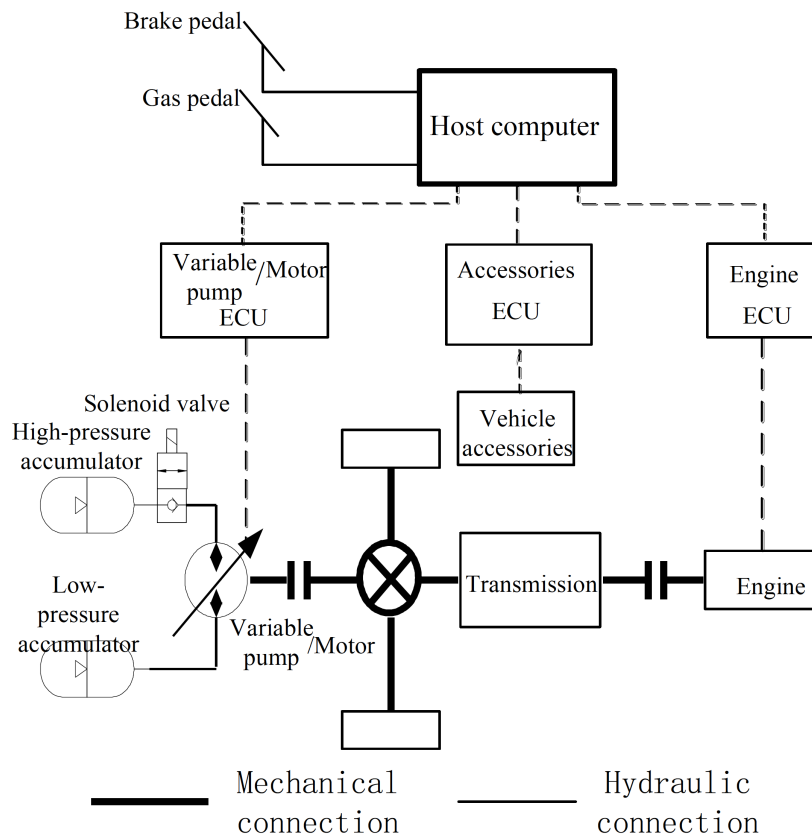 Brake pedal
Gas pedal
Host computer
Variable
pump /Motor
ECU
Accessories
ECU
Engine
ECU
Solenoid valve
High-pressure
accumulator
Vehicle
accessories
Low-
pressure
accumulator
Variable
pump /Motor
Transmission
Engine
Mechanical
connection
Hydraulic
connection